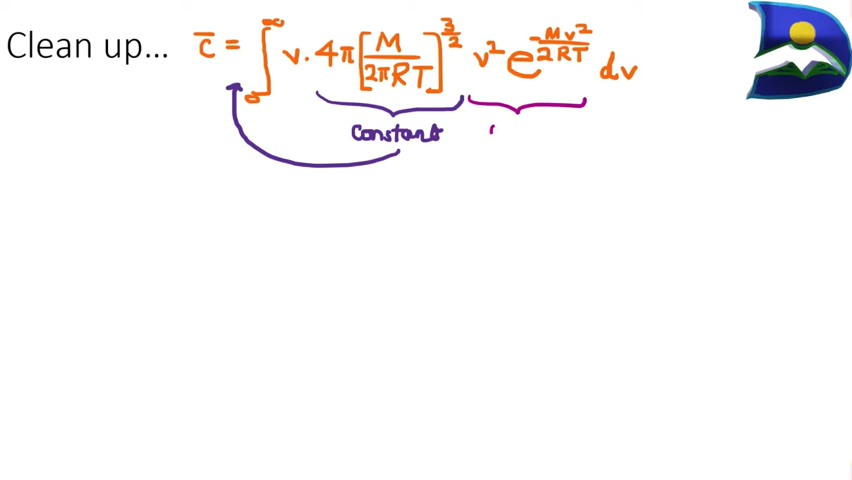 Clean up... c̄ = ∫₀^∞ v · 4π [M/2πRT]^(3/2) v² e^(-Mv²/2RT) dv
constant